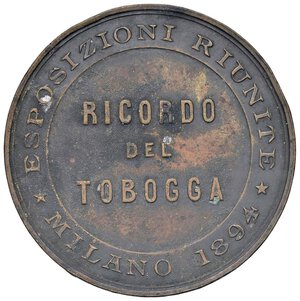 ESPOSIZIONI RIUNITE
RICORDO
DEL
TOBOGGA
★ MILANO 1894 ★